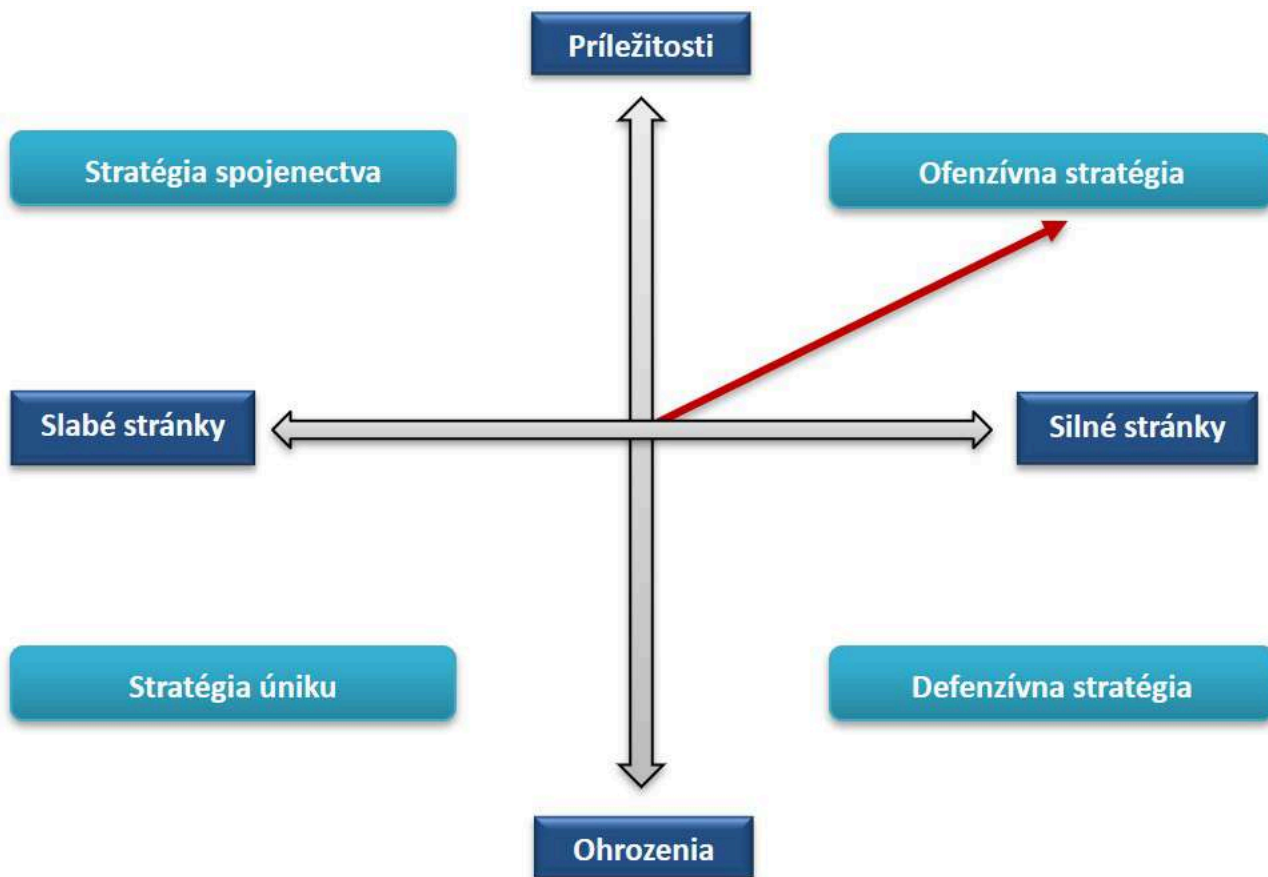 Príležitosti
Stratégia spojenectva
Ofenzívna stratégia
Slabé stránky
Silné stránky
Stratégia úniku
Defenzívna stratégia
Ohrozenia